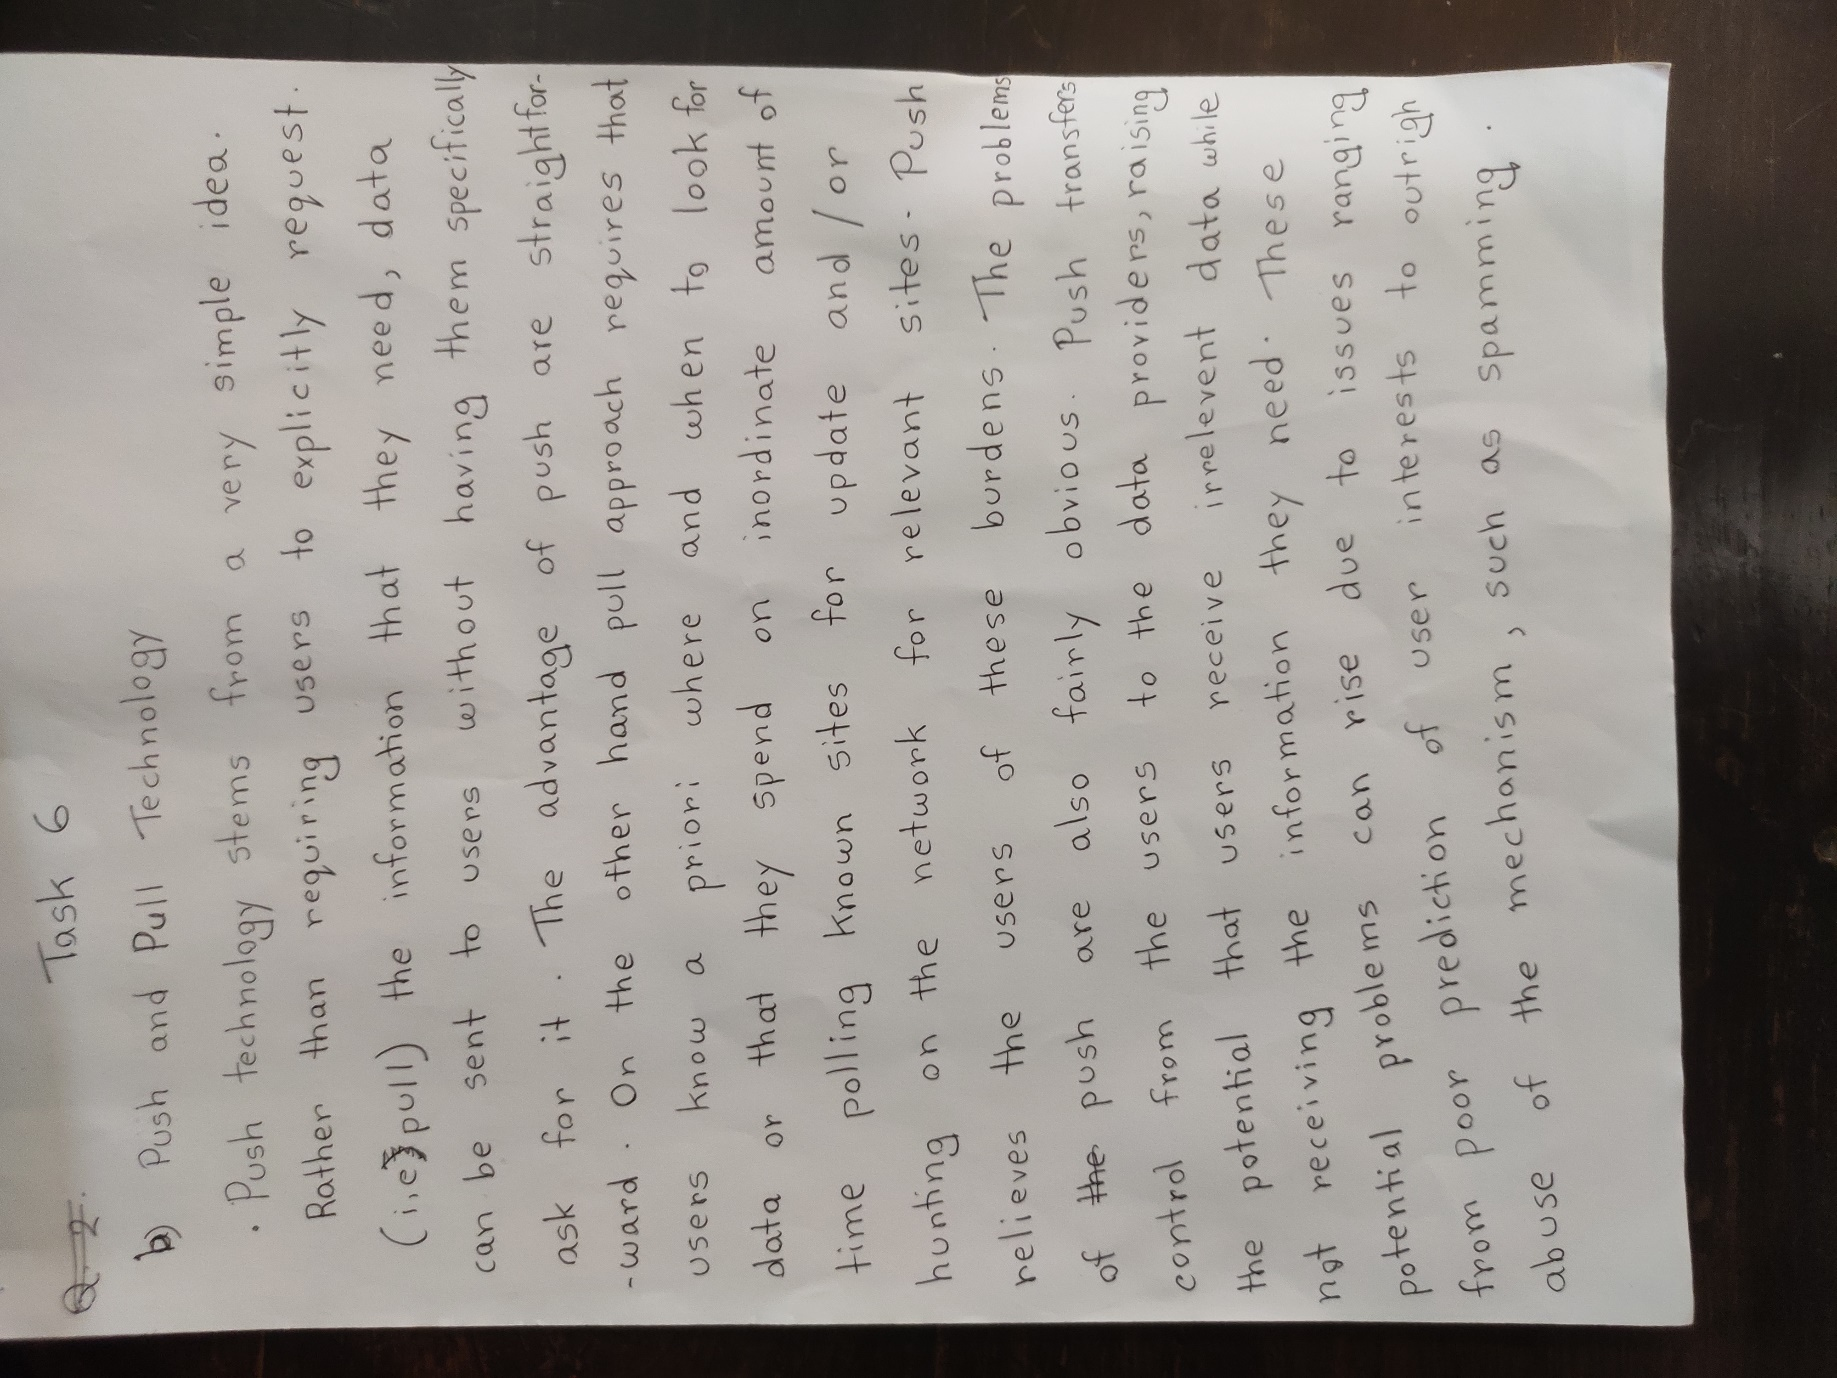 Task 6
Q. 2.
b) Push and Pull Technology
. Push technology stems from a very simple idea.
Rather than requiring users to explicitly request.
(i,e pull) the information that they need, data
can be sent to users without having them specifically
ask for it. The advantage of push are straightfor-
-ward. On the other hand pull approach requires that
users know a priori where and when to look for
data or that they spend on inordinate amount of
time polling known sites for update and/or
hunting on the network for relevant sites. Push
relieves the users of these burdens. The problems
of the push are also fairly obvious. Push transfers
control from the users to the data providers, raising
the potential that users receive irrelevent data while
not receiving the information they need. These
potential problems can rise due to issues ranging
from poor prediction of user interests to outrigh
abuse of the mechanism, such as spamming.